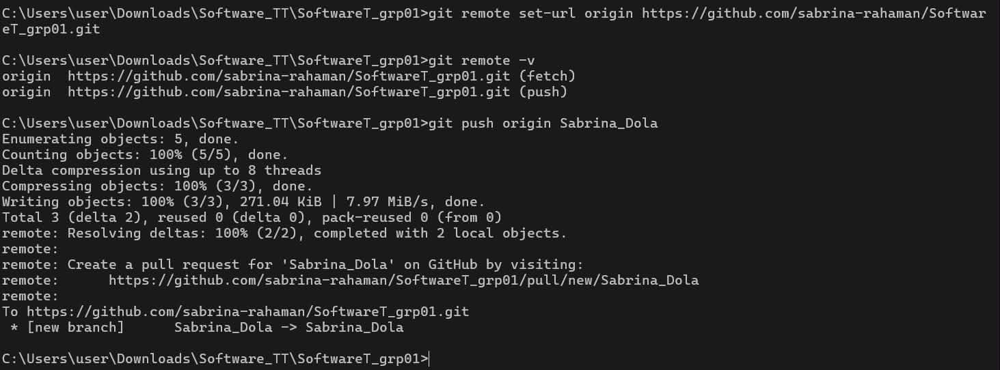 C:\Users\user\Downloads\Software_TT\SoftwareT_grp01>git remote set-url origin https://github.com/sabrina-rahaman/Softwar
eT_grp01.git
C:\Users\user\Downloads\Software_TT\SoftwareT_grp01>git remote -v
origin  https://github.com/sabrina-rahaman/SoftwareT_grp01.git (fetch)
origin  https://github.com/sabrina-rahaman/SoftwareT_grp01.git (push)
C:\Users\user\Downloads\Software_TT\SoftwareT_grp01>git push origin Sabrina_Dola
Enumerating objects: 5, done.
Counting objects: 100% (5/5), done.
Delta compression using up to 8 threads
Compressing objects: 100% (3/3), done.
Writing objects: 100% (3/3), 271.04 KiB | 7.97 MiB/s, done.
Total 3 (delta 2), reused 0 (delta 0), pack-reused 0 (from 0)
remote: Resolving deltas: 100% (2/2), completed with 2 local objects.
remote:
remote: Create a pull request for 'Sabrina_Dola' on GitHub by visiting:
remote:      https://github.com/sabrina-rahaman/SoftwareT_grp01/pull/new/Sabrina_Dola
remote:
To https://github.com/sabrina-rahaman/SoftwareT_grp01.git
 * [new branch]      Sabrina_Dola -> Sabrina_Dola
C:\Users\user\Downloads\Software_TT\SoftwareT_grp01>